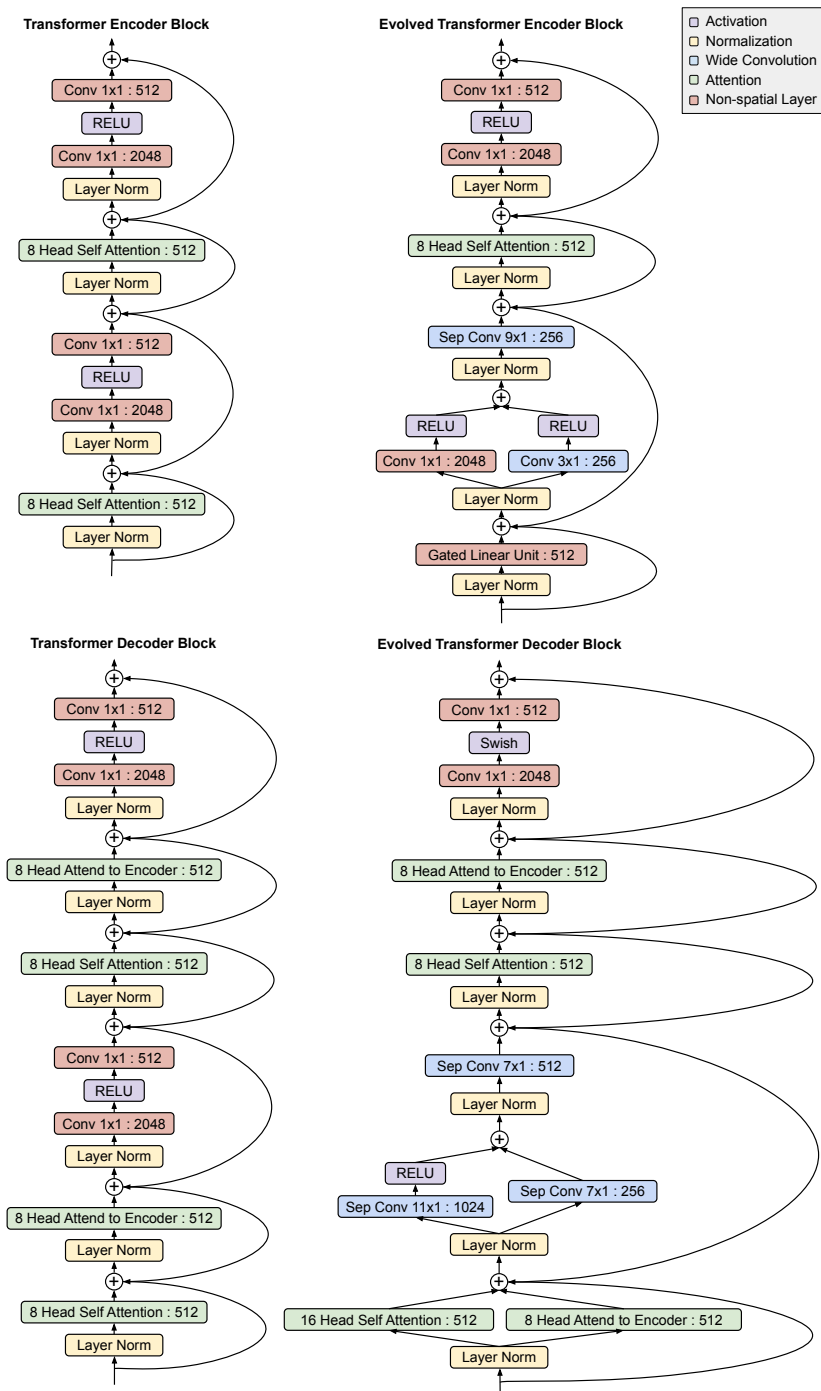 Transformer Encoder Block
+
Conv 1x1 : 512
RELU
Conv 1x1 : 2048
Layer Norm
+
8 Head Self Attention : 512
Layer Norm
+
Conv 1x1 : 512
RELU
Conv 1x1 : 2048
Layer Norm
+
8 Head Self Attention : 512
Layer Norm
Evolved Transformer Encoder Block
+
Conv 1x1 : 512
RELU
Conv 1x1 : 2048
Layer Norm
+
8 Head Self Attention : 512
Layer Norm
+
Sep Conv 9x1 : 256
Layer Norm
+
RELU
RELU
Conv 1x1 : 2048
Conv 3x1 : 256
Layer Norm
+
Gated Linear Unit : 512
Layer Norm
Activation
Normalization
Wide Convolution
Attention
Non-spatial Layer
Transformer Decoder Block
+
Conv 1x1 : 512
RELU
Conv 1x1 : 2048
Layer Norm
+
8 Head Attend to Encoder : 512
Layer Norm
+
8 Head Self Attention : 512
Layer Norm
+
Conv 1x1 : 512
RELU
Conv 1x1 : 2048
Layer Norm
+
8 Head Attend to Encoder : 512
Layer Norm
+
8 Head Self Attention : 512
Layer Norm
Evolved Transformer Decoder Block
+
Conv 1x1 : 512
Swish
Conv 1x1 : 2048
Layer Norm
+
8 Head Attend to Encoder : 512
Layer Norm
+
8 Head Self Attention : 512
Layer Norm
+
Sep Conv 7x1 : 512
Layer Norm
+
RELU
Sep Conv 11x1 : 1024
Sep Conv 7x1 : 256
Layer Norm
+
16 Head Self Attention : 512
8 Head Attend to Encoder : 512
Layer Norm